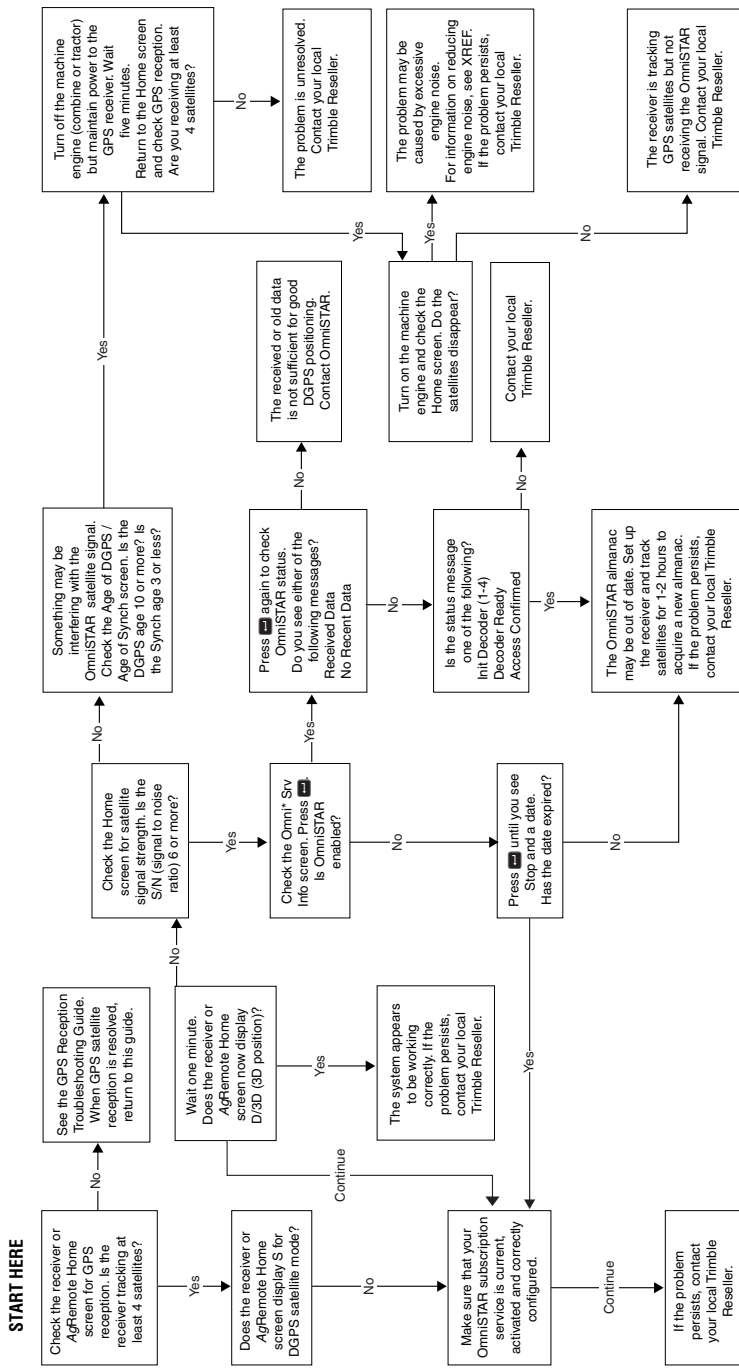 START HERE
Check the receiver or
AgRemote Home
screen for GPS
reception. Is the
receiver tracking at
least 4 satellites?
No
See the GPS Reception
Troubleshooting Guide.
When GPS satellite
reception is resolved,
return to this guide.
Yes
Does the receiver or
AgRemote Home
screen display S for
DGPS satellite mode?
No
Make sure that your
OmniSTAR subscription
service is current,
activated and correctly
configured.
Continue
If the problem
persists, contact
your local Trimble
Reseller.
Continue
Wait one minute.
Does the receiver or
AgRemote Home
screen now display
D/3D (3D position)?
Yes
The system appears
to be working
correctly. If the
problem persists,
contact your local
Trimble Reseller.
No
Check the Home
screen for satellite
signal strength. Is the
S/N (signal to noise
ratio) 6 or more?
Yes
Check the Omni* Srv
Info screen. Press .
Is OmniSTAR
enabled?
No
Press until you see
Stop and a date.
Has the date expired?
Yes
No
No
Something may be
interfering with the
OmniSTAR satellite signal.
Check the Age of DGPS /
Age of Synch screen. Is the
DGPS age 10 or more? Is
the Synch age 3 or less?
Yes
Press again to check
OmniSTAR status.
Do you see either of the
following messages?
Received Data
No Recent Data
No
The received or old data
is not sufficient for good
DGPS positioning.
Contact OmniSTAR.
No
Is the status message
one of the following?
Init Decoder (1-4)
Decoder Ready
Access Confirmed
No
Contact your local
Trimble Reseller.
Yes
The OmniSTAR almanac
may be out of date. Set up
the receiver and track
satellites for 1-2 hours to
acquire a new almanac.
If the problem persists,
contact your local Trimble
Reseller.
Yes
Turn off the machine
engine (combine or tractor)
but maintain power to the
GPS receiver. Wait
five minutes.
Return to the Home screen
and check GPS reception.
Are you receiving at least
4 satellites?
No
The problem is unresolved.
Contact your local
Trimble Reseller.
Yes
Turn on the machine
engine and check the
Home screen. Do the
satellites disappear?
Yes
The problem may be
caused by excessive
engine noise.
For information on reducing
engine noise, see XREF.
If the problem persists,
contact your local
Trimble Reseller.
No
The receiver is tracking
GPS satellites but not
receiving the OmniSTAR
signal. Contact your local
Trimble Reseller.